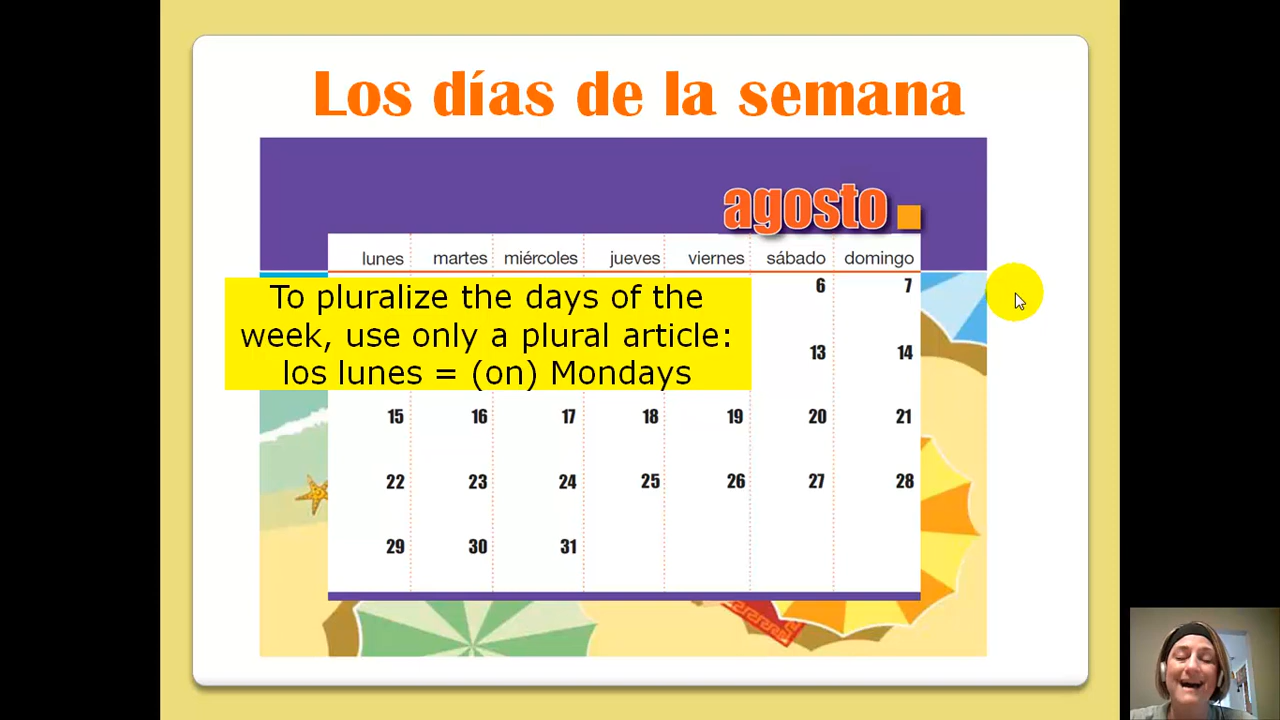 Los días de la semana
agosto
lunes martes miércoles jueves viernes sábado domingo
To pluralize the days of the
week, use only a plural article:
los lunes = (on) Mondays
6 7
13 14
15 16 17 18 19 20 21
22 23 24 25 26 27 28
29 30 31